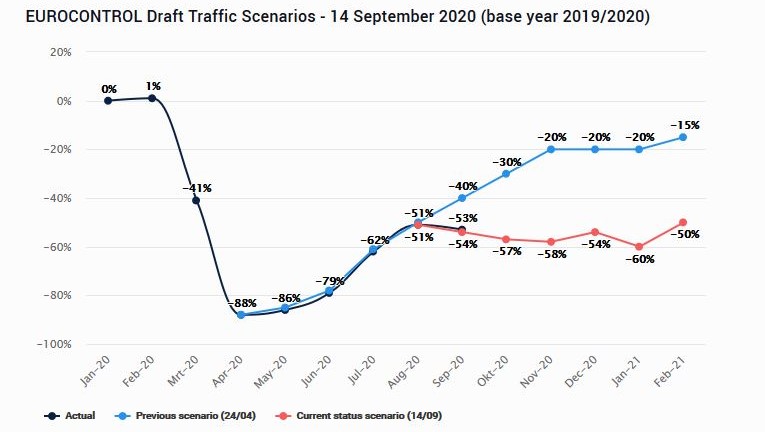 EUROCONTROL Draft Traffic Scenarios - 14 September 2020 (base year 2019/2020)
20%
0%
−20%
−40%
−60%
−80%
−100%
0%
1%
−41%
−88%
−86%
−79%
−62%
−51%
−51%
−40%
−53%
−54%
−30%
−57%
−20%
−58%
−20%
−54%
−20%
−60%
−15%
−50%
Jan−20
Feb−20
Mrt−20
Apr−20
May−20
Jun−20
Jul−20
Aug−20
Sep−20
Okt−20
Nov−20
Dec−20
Jan−21
Feb−21
Actual
Previous scenario (24/04)
Current status scenario (14/09)